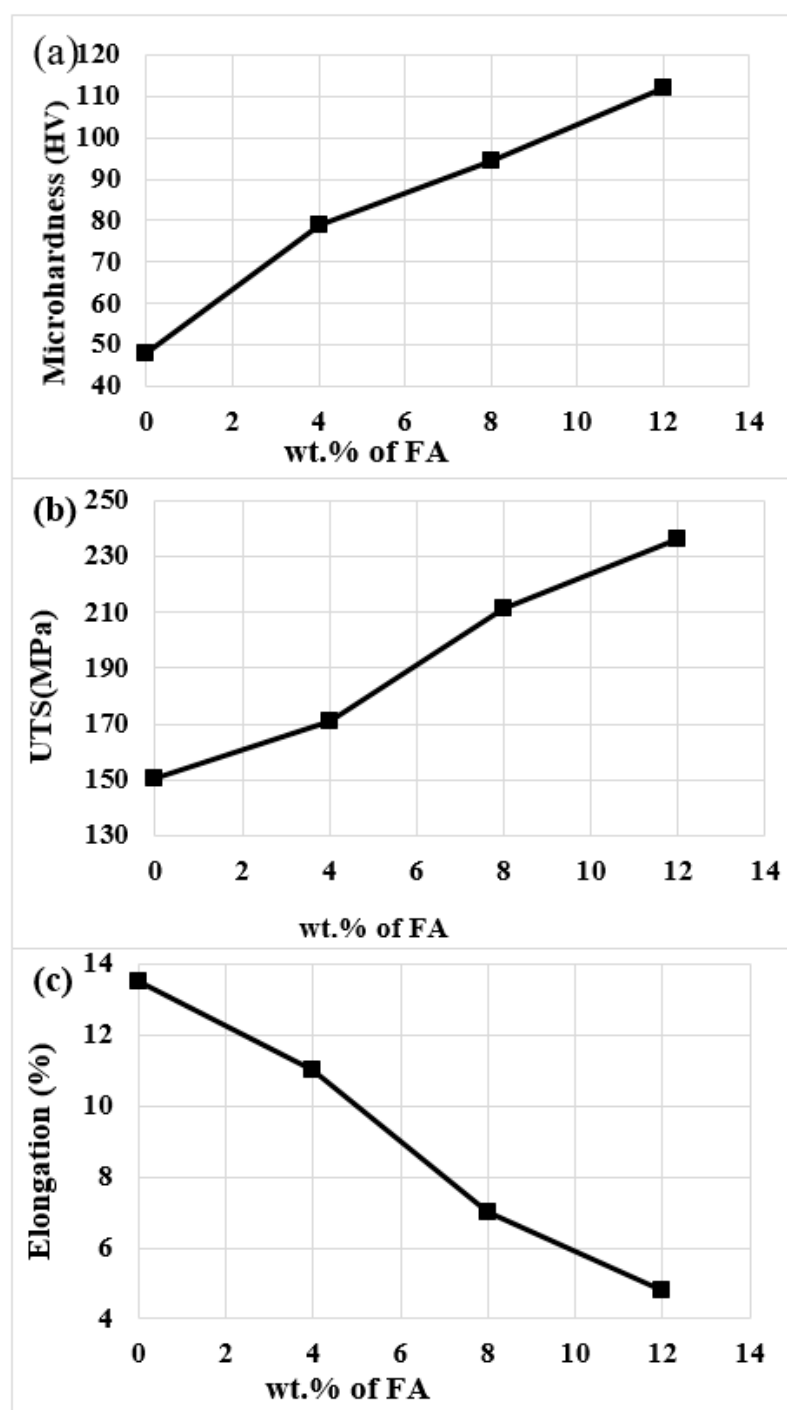 (a)
120
110
100
90
80
70
60
50
40
Microhardness (HV)
0 2 4 6 8 10 12 14
wt.% of FA
(b)
250
230
210
190
170
150
130
UTS(MPa)
0 2 4 6 8 10 12 14
wt.% of FA
(c)
14
12
10
8
6
4
Elongation (%)
0 2 4 6 8 10 12 14
wt.% of FA